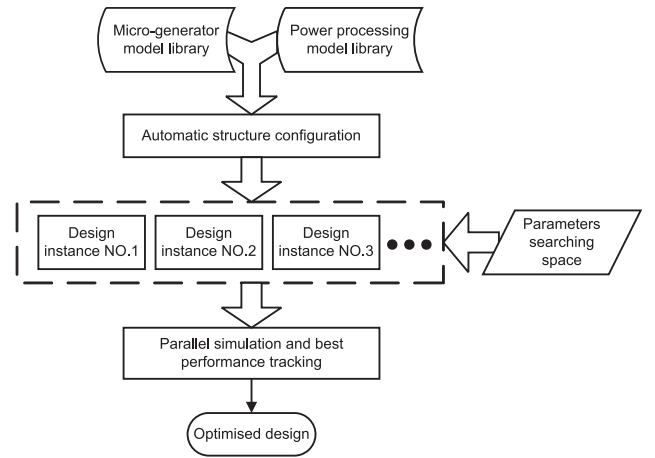 Micro-generator
model library
Power processing
model library
Automatic structure configuration
Design
instance NO.1
Design
instance NO.2
Design
instance NO.3
Parameters
searching
space
Parallel simulation and best
performance tracking
Optimised design